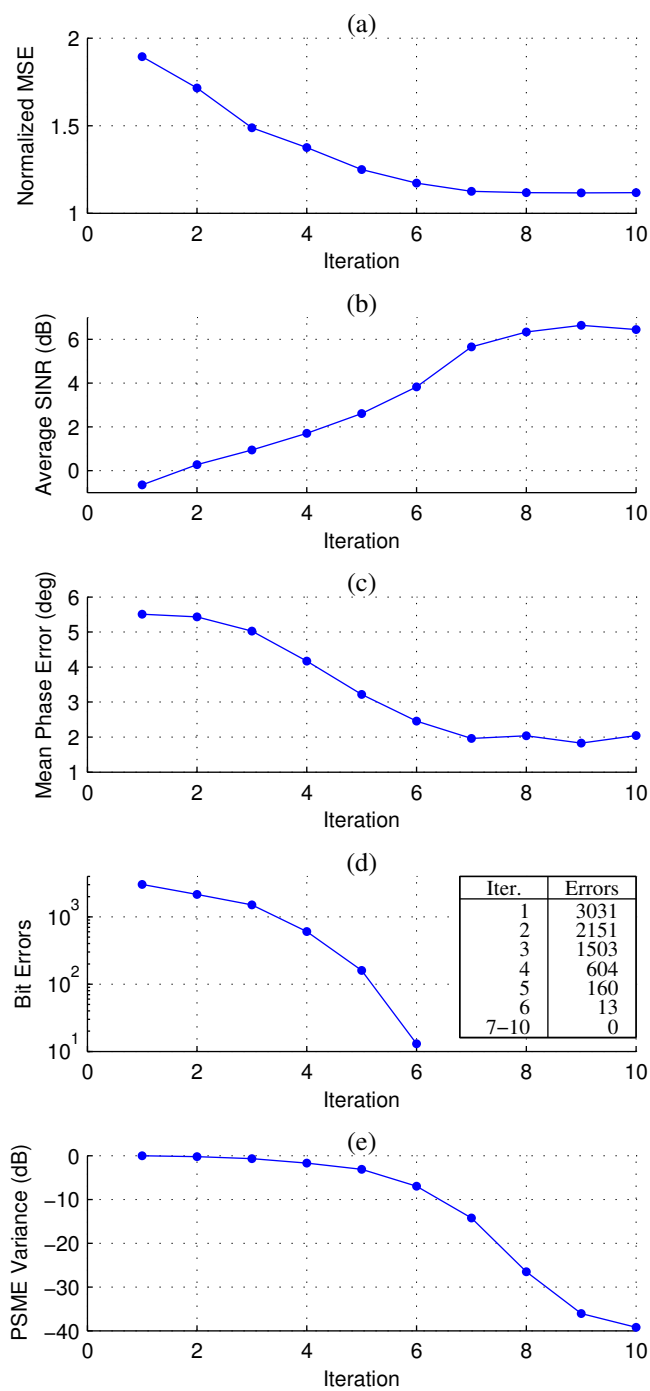 (a)
Normalized MSE
2
1.5
1
0 2 4 6 8 10
Iteration
(b)
Average SINR (dB)
6
4
2
0
0 2 4 6 8 10
Iteration
(c)
Mean Phase Error (deg)
6
5
4
3
2
1
0 2 4 6 8 10
Iteration
(d)
Bit Errors
10^3
10^2
10^1
Iter. Errors
1 3031
2 2151
3 1503
4 604
5 160
6 13
7−10 0
0 2 4 6 8 10
Iteration
(e)
PSME Variance (dB)
0
−10
−20
−30
−40
0 2 4 6 8 10
Iteration